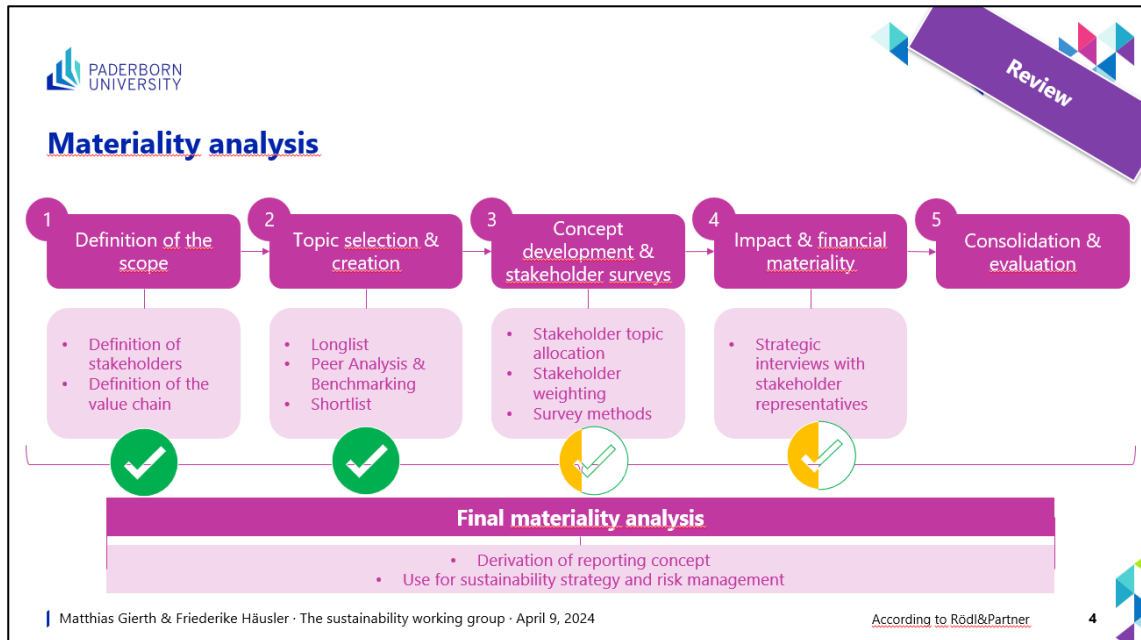 PADERBORN
UNIVERSITY
Review
Materiality analysis
1
Definition of the
scope
2
Topic selection &
creation
3
Concept
development &
stakeholder surveys
4
Impact & financial
materiality
5
Consolidation &
evaluation
• Definition of
stakeholders
• Definition of the
value chain
• Longlist
• Peer Analysis &
Benchmarking
• Shortlist
• Stakeholder topic
allocation
• Stakeholder
weighting
• Survey methods
• Strategic
interviews with
stakeholder
representatives
Final materiality analysis
• Derivation of reporting concept
• Use for sustainability strategy and risk management
Matthias Gierth & Friederike Häusler · The sustainability working group · April 9, 2024
According to Rödl&Partner
4